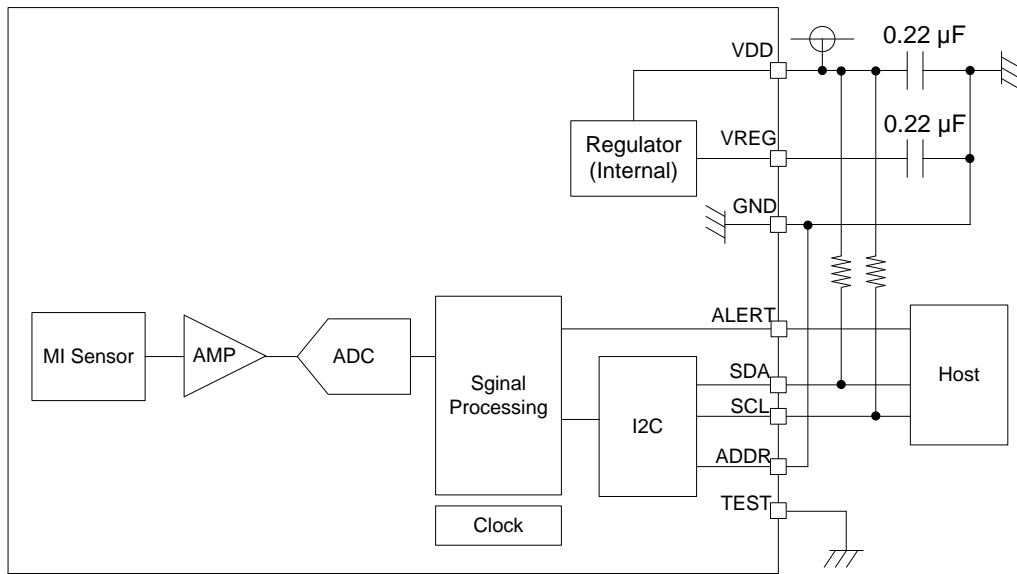 0.22 µF
VDD
0.22 µF
VREG
Regulator
(Internal)
GND
ALERT
MI Sensor
AMP
ADC
Sginal
Processing
SDA
Host
SCL
I2C
ADDR
TEST
Clock